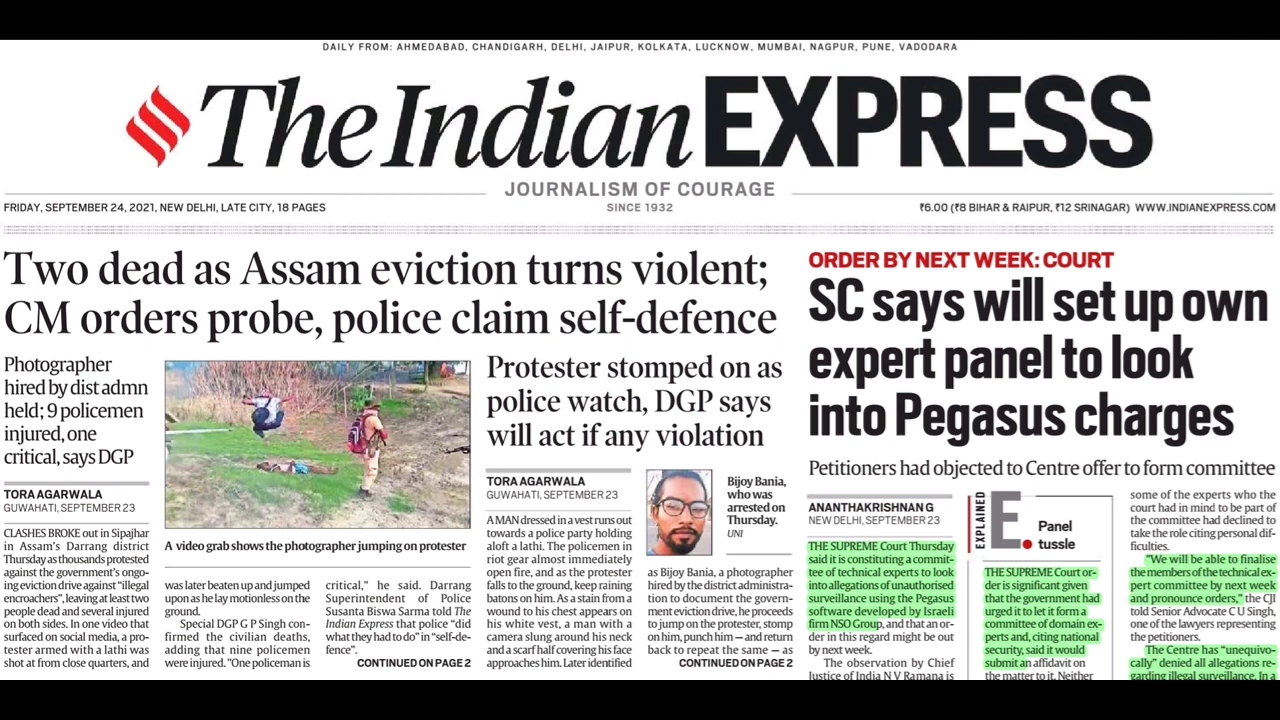 DAILY FROM: AHMEDABAD, CHANDIGARH, DELHI, JAIPUR, KOLKATA, LUCKNOW, MUMBAI, NAGPUR, PUNE, VADODARA
The Indian EXPRESS
JOURNALISM OF COURAGE
SINCE 1932
FRIDAY, SEPTEMBER 24, 2021, NEW DELHI, LATE CITY, 18 PAGES
₹6.00 (₹8 BIHAR & RAIPUR, ₹12 SRINAGAR) WWW.INDIANEXPRESS.COM
Two dead as Assam eviction turns violent;
CM orders probe, police claim self-defence
Photographer
hired by dist admn
held; 9 policemen
injured, one
critical, says DGP
TORA AGARWALA
GUWAHATI, SEPTEMBER 23
CLASHES BROKE out in Sipajhar
in Assam's Darrang district
Thursday as thousands protested
against the government's ongo-
ing eviction drive against "illegal
encroachers", leaving at least two
people dead and several injured
on both sides. In one video that
surfaced on social media, a pro-
tester armed with a lathi was
shot at from close quarters, and
A video grab shows the photographer jumping on protester
was later beaten up and jumped
upon as he lay motionless on the
ground.
Special DGP G P Singh con-
firmed the civilian deaths,
adding that nine policemen
were injured. "One policeman is
critical," he said. Darrang
Superintendent of Police
Susanta Biswa Sarma told The
Indian Express that police "did
what they had to do" in "self-de-
fence".
CONTINUED ON PAGE 2
Protester stomped on as
police watch, DGP says
will act if any violation
TORA AGARWALA
GUWAHATI, SEPTEMBER 23
A MAN dressed in a vest runs out
towards a police party holding
aloft a lathi. The policemen in
riot gear almost immediately
open fire, and as the protester
falls to the ground, keep raining
batons on him. As a stain from a
wound to his chest appears on
his white vest, a man with a
camera slung around his neck
and a scarf half covering his face
approaches him. Later identified
Bijoy Bania,
who was
arrested on
Thursday.
UNI
as Bijoy Bania, a photographer
hired by the district administra-
tion to document the govern-
ment eviction drive, he proceeds
to jump on the protester, stomp
on him, punch him — and return
back to repeat the same — as
CONTINUED ON PAGE 2
ORDER BY NEXT WEEK: COURT
SC says will set up own
expert panel to look
into Pegasus charges
Petitioners had objected to Centre offer to form committee
ANANTHAKRISHNAN G
NEW DELHI, SEPTEMBER 23
THE SUPREME Court Thursday
said it is constituting a commit-
tee of technical experts to look
into allegations of unauthorised
surveillance using the Pegasus
software developed by Israeli
firm NSO Group, and that an or-
der in this regard might be out
by next week.
The observation by Chief
Justice of India N V Ramana is
EXPLAINED
E.
Panel
tussle
THE SUPREME Court or-
der is significant given
that the government had
urged it to let it form a
committee of domain ex-
perts and, citing national
security, said it would
submit an affidavit on
the matter to it. Neither
some of the experts who the
court had in mind to be part of
the committee had declined to
take the role citing personal dif-
ficulties.
"We will be able to finalise
the members of the technical ex-
pert committee by next week
and pronounce orders," the CJI
told Senior Advocate C U Singh,
one of the lawyers representing
the petitioners.
The Centre has "unequivo-
cally" denied all allegations re-
garding illegal surveillance. In a